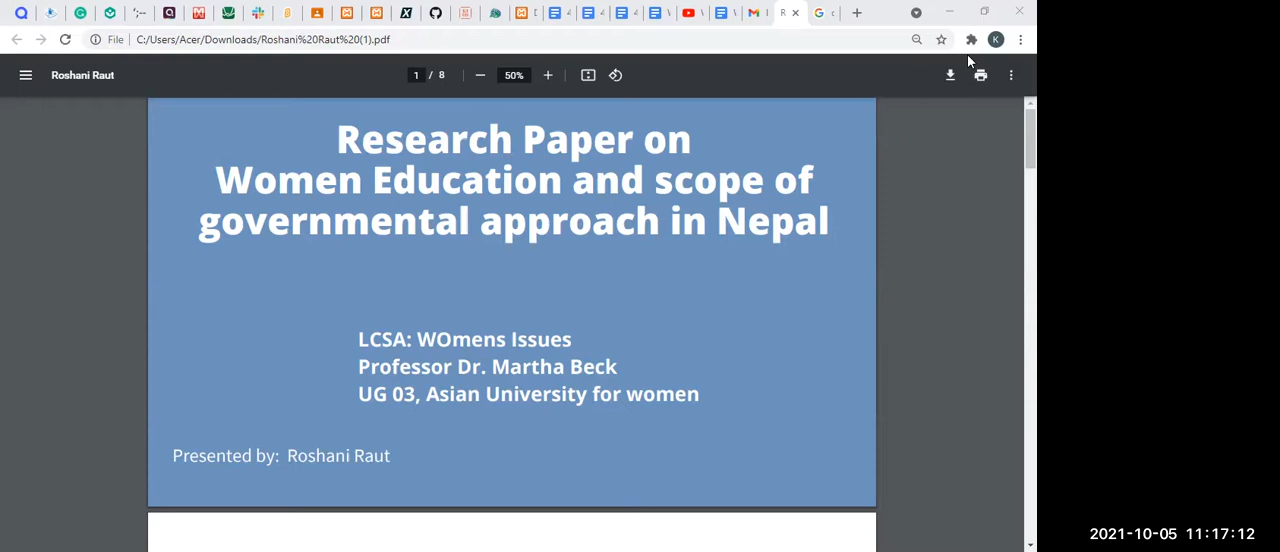 File
C:/Users/Acer/Downloads/Roshani%20Raut%20(1).pdf
K
Roshani Raut
1 / 8
50%
Research Paper on
Women Education and scope of
governmental approach in Nepal
LCSA: WOmens Issues
Professor Dr. Martha Beck
UG 03, Asian University for women
Presented by: Roshani Raut
2021-10-05 11:17:12